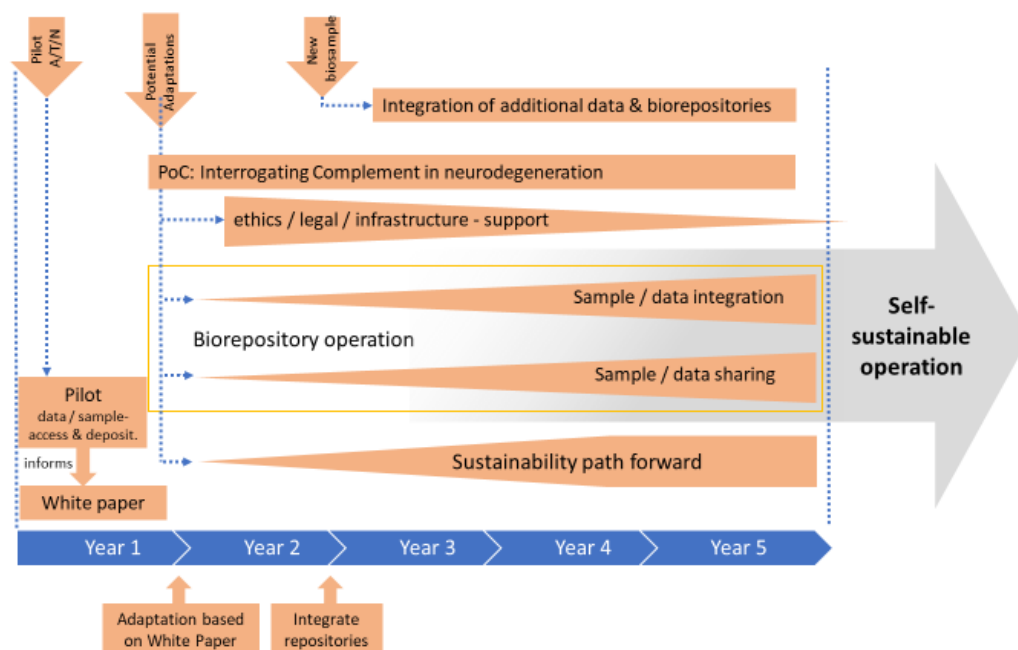 Pilot
A/T/N
Potential
Adaptations
New
biosample
Integration of additional data & biorepositories
PoC: Interrogating Complement in neurodegeneration
ethics / legal / infrastructure - support
Sample / data integration
Biorepository operation
Sample / data sharing
Self-
sustainable
operation
Pilot
data / sample-
access & deposit.
informs
White paper
Sustainability path forward
Year 1
Year 2
Year 3
Year 4
Year 5
Adaptation based
on White Paper
Integrate
repositories